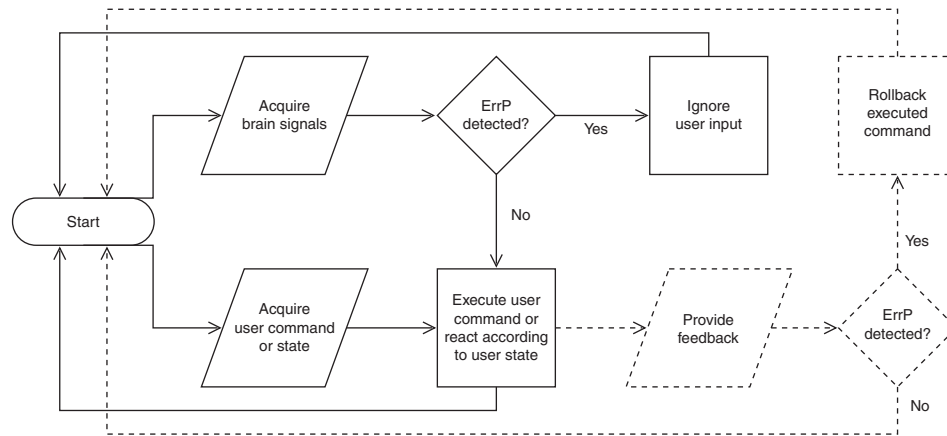 Acquire
brain signals
ErrP
detected?
Yes
Ignore
user input
Rollback
executed
command
No
Start
Yes
Acquire
user command
or state
Execute user
command or
react according
to user state
Provide
feedback
ErrP
detected?
No